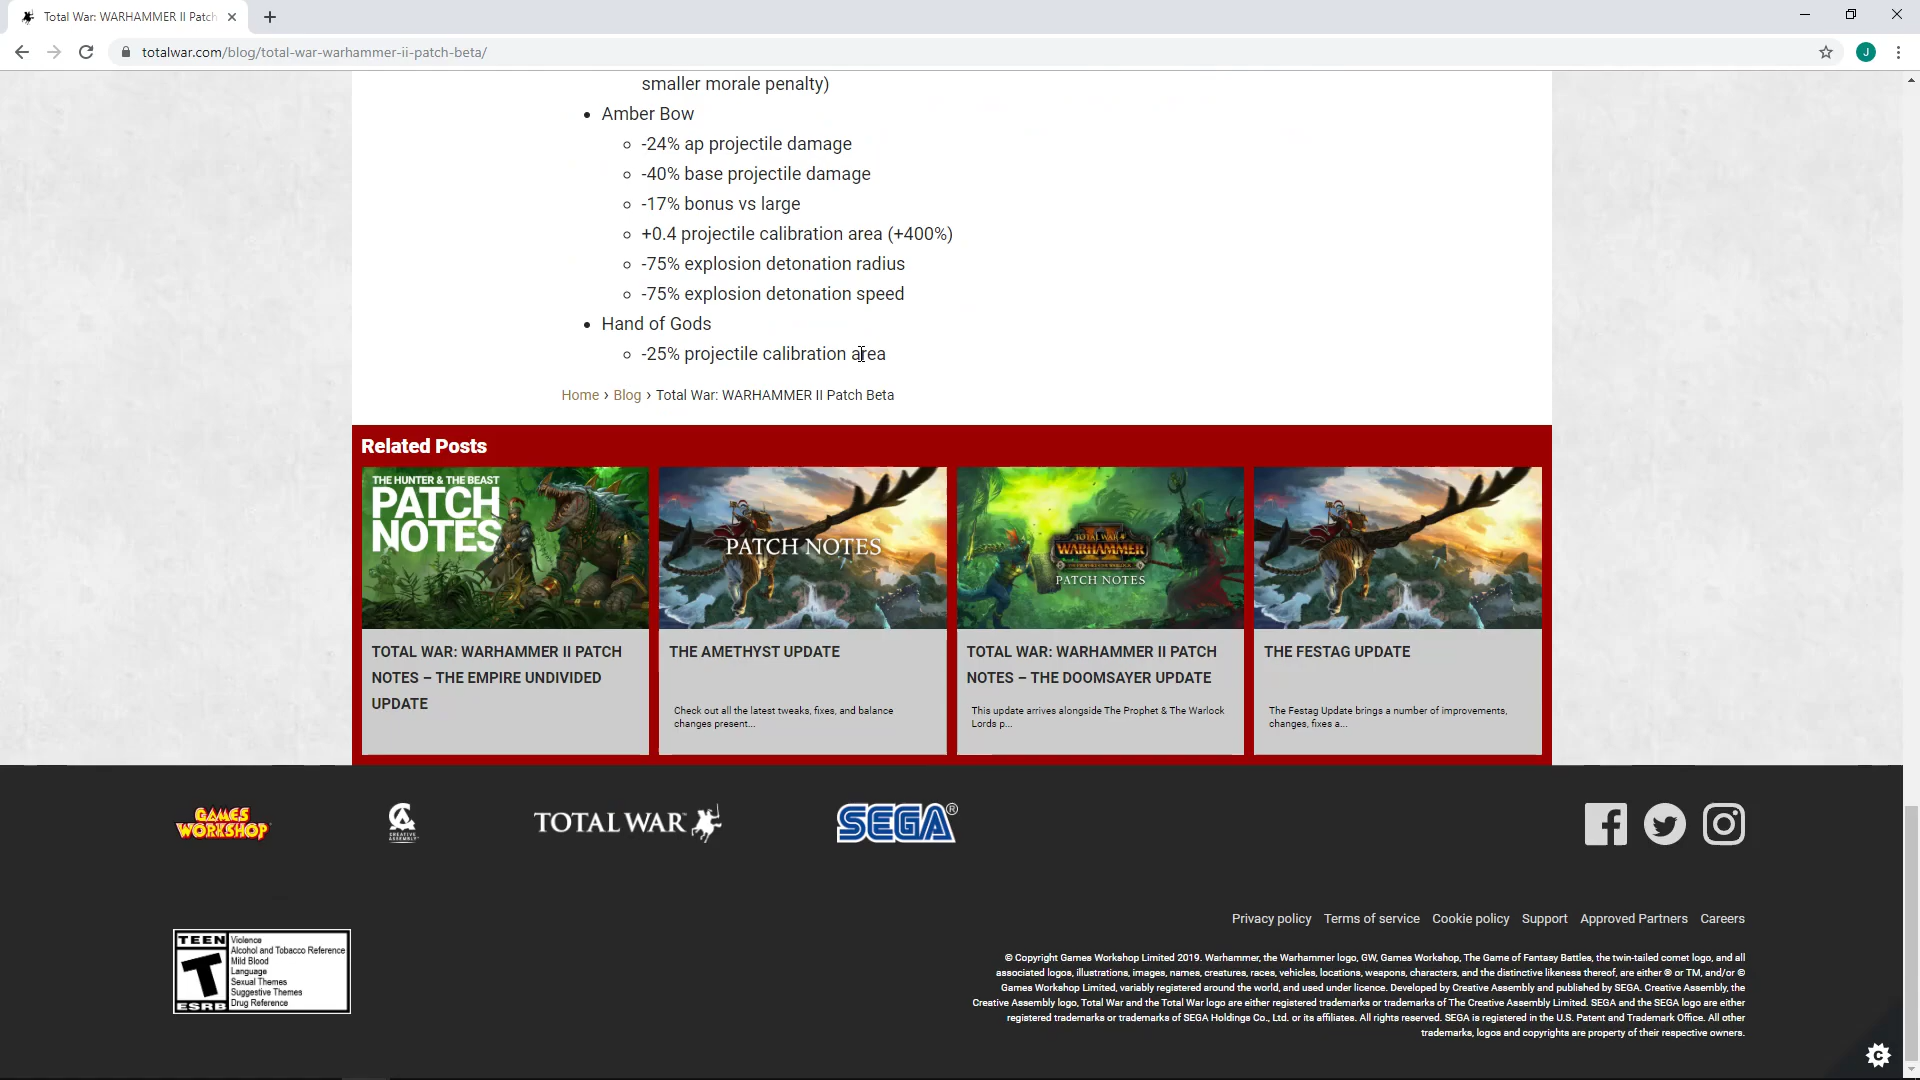 Total War: WARHAMMER II Patch
totalwar.com/blog/total-war-warhammer-ii-patch-beta/
J
smaller morale penalty)
Amber Bow
-24% ap projectile damage
-40% base projectile damage
-17% bonus vs large
+0.4 projectile calibration area (+400%)
-75% explosion detonation radius
-75% explosion detonation speed
Hand of Gods
-25% projectile calibration area
Home › Blog › Total War: WARHAMMER II Patch Beta
Related Posts
THE HUNTER & THE BEAST
PATCH
NOTES
TOTAL WAR: WARHAMMER II PATCH
NOTES – THE EMPIRE UNDIVIDED
UPDATE
PATCH NOTES
THE AMETHYST UPDATE
Check out all the latest tweaks, fixes, and balance
changes present...
TOTAL WAR
WARHAMMER
II
PATCH NOTES
TOTAL WAR: WARHAMMER II PATCH
NOTES – THE DOOMSAYER UPDATE
This update arrives alongside The Prophet & The Warlock
Lords p...
THE FESTAG UPDATE
The Festag Update brings a number of improvements,
changes, fixes a...
GAMES
WORKSHOP
CREATIVE
ASSEMBLY
TOTAL WAR
SEGA®
Privacy policy Terms of service Cookie policy Support Approved Partners Careers
TEEN
T
ESRB
Violence
Alcohol and Tobacco Reference
Mild Blood
Language
Sexual Themes
Suggestive Themes
Drug Reference
© Copyright Games Workshop Limited 2019. Warhammer, the Warhammer logo, GW, Games Workshop, The Game of Fantasy Battles, the twin-tailed comet logo, and all
associated logos, illustrations, images, names, creatures, races, vehicles, locations, weapons, characters, and the distinctive likeness thereof, are either ® or TM, and/or ©
Games Workshop Limited, variably registered around the world, and used under licence. Developed by Creative Assembly and published by SEGA. Creative Assembly, the
Creative Assembly logo, Total War and the Total War logo are either registered trademarks or trademarks of The Creative Assembly Limited. SEGA and the SEGA logo are either
registered trademarks or trademarks of SEGA Holdings Co., Ltd. or its affiliates. All rights reserved. SEGA is registered in the U.S. Patent and Trademark Office. All other
trademarks, logos and copyrights are property of their respective owners.
C